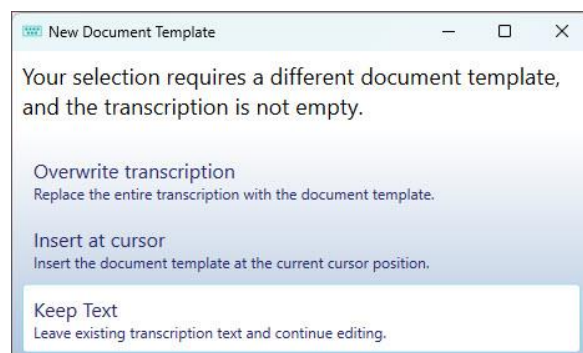 New Document Template
Your selection requires a different document template,
and the transcription is not empty.
Overwrite transcription
Replace the entire transcription with the document template.
Insert at cursor
Insert the document template at the current cursor position.
Keep Text
Leave existing transcription text and continue editing.